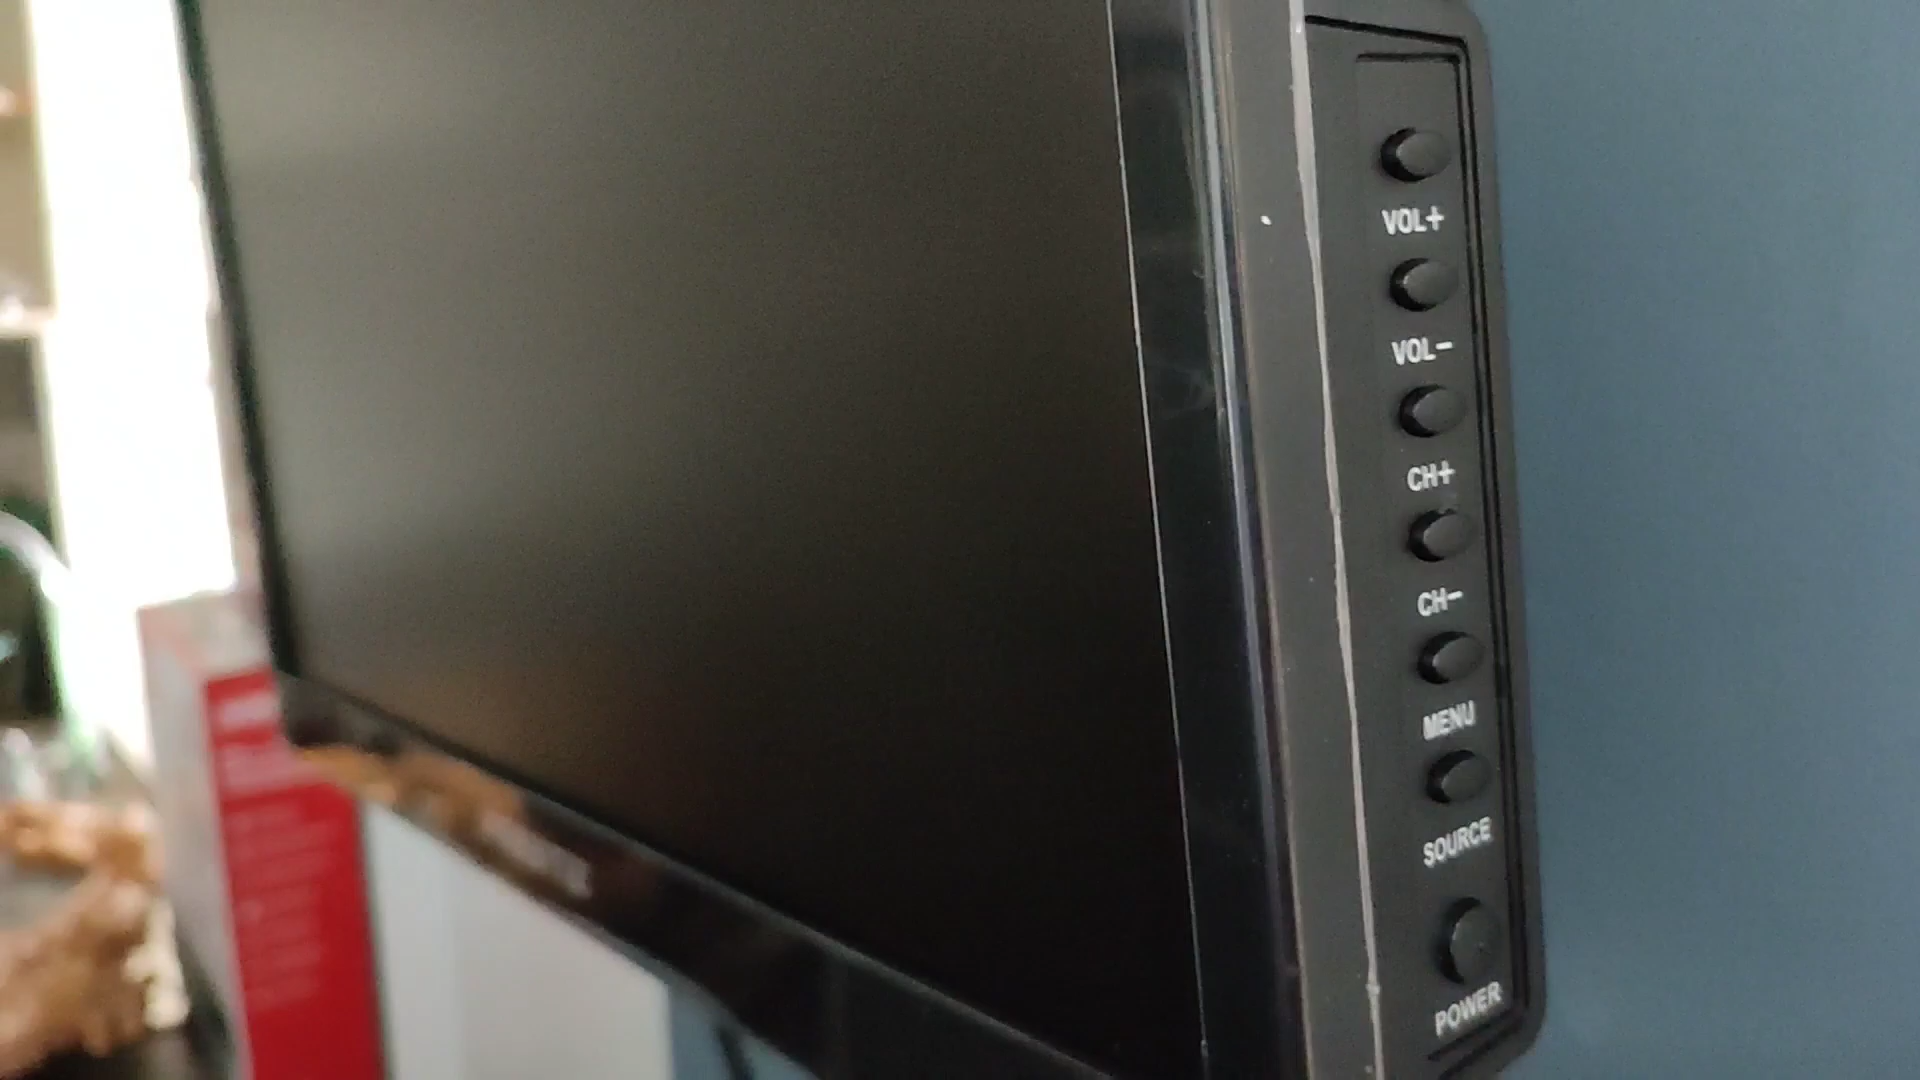 VOL+
VOL-
CH+
CH-
MENU
SOURCE
POWER